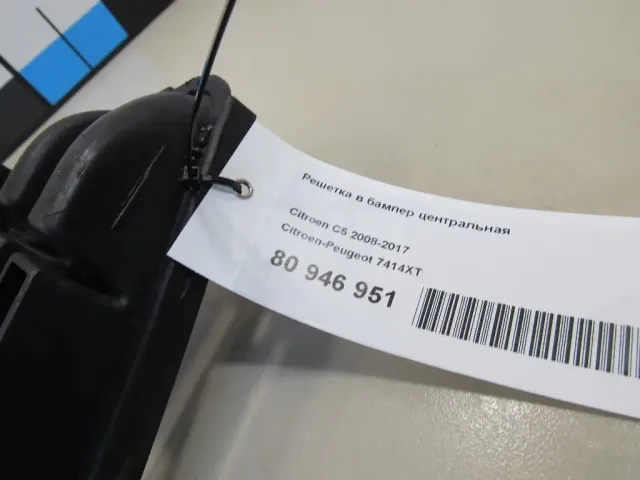 Решетка в бампер центральная
Citroen C5 2008-2017
Citroen-Peugeot 7414XT
80 946 951